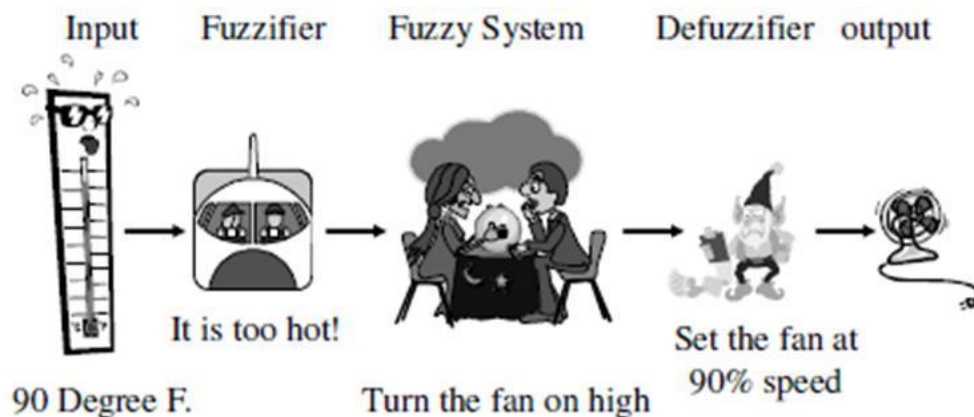 Input Fuzzifier Fuzzy System Defuzzifier output
It is too hot!
Set the fan at
90% speed
90 Degree F.
Turn the fan on high